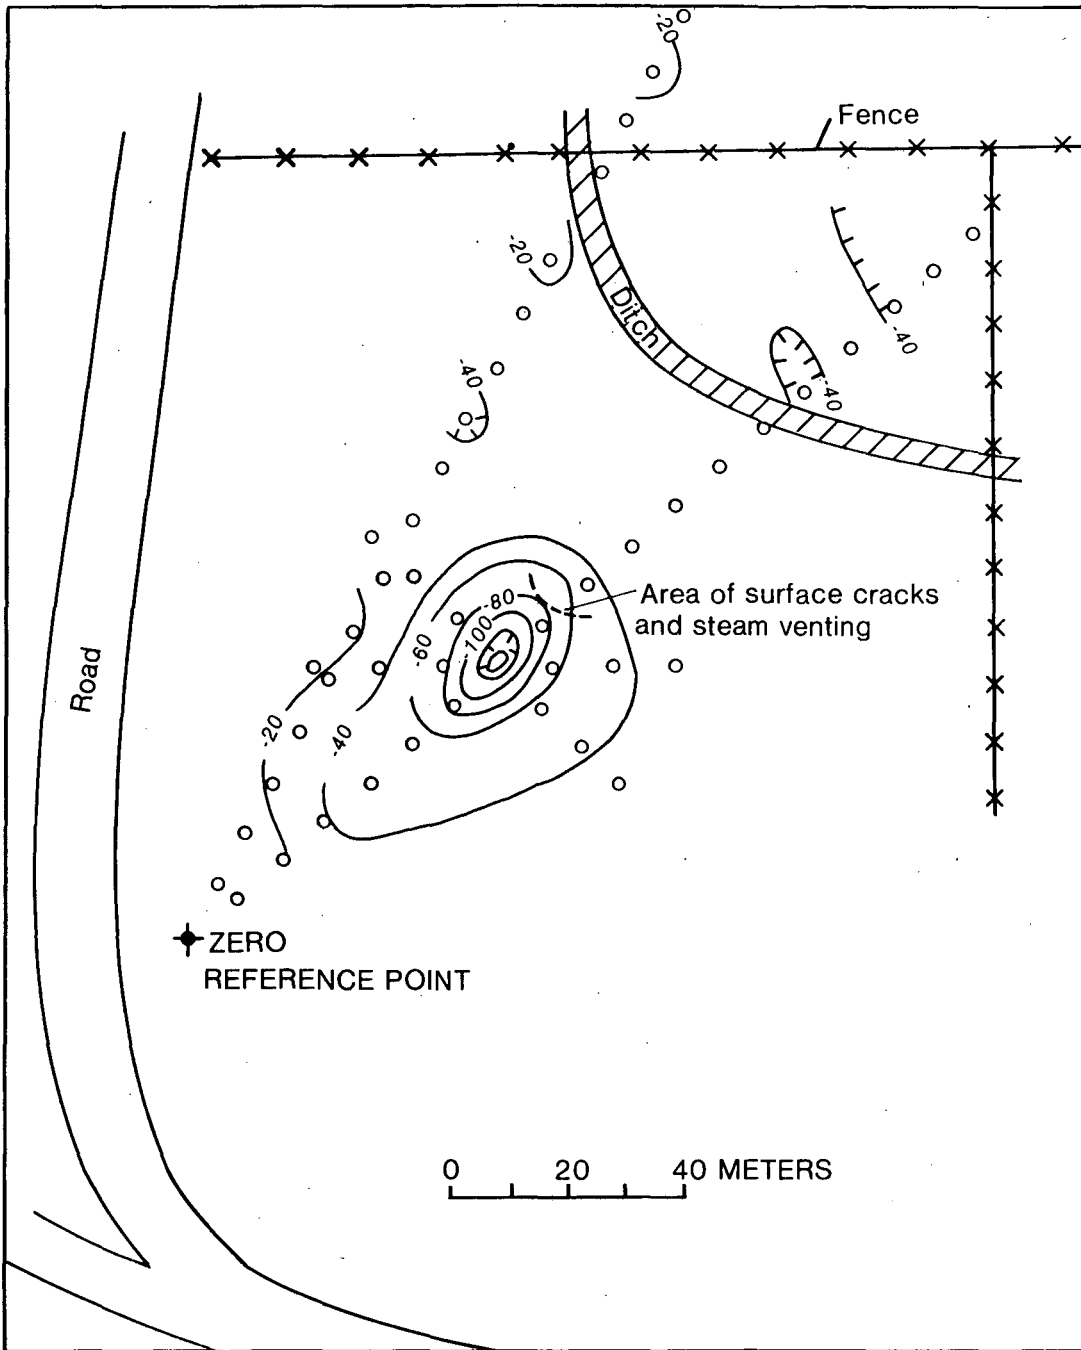 -20
Fence
-20
Ditch
-40
-40
-40
Area of surface cracks
and steam venting
-80
-100
-60
Road
-20
-40
ZERO
REFERENCE POINT
0 20 40 METERS